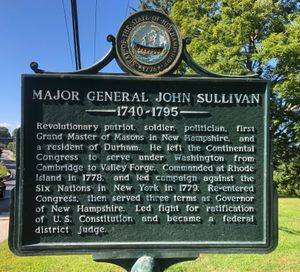 MAJOR GENERAL JOHN SULLIVAN
1740-1795
Revolutionary patriot, soldier, politician, first
Grand Master of Masons in New Hampshire, and
a resident of Durham. He left the Continental
Congress to serve under Washington from
Cambridge to Valley Forge. Commanded at Rhode
Island in 1778, and led campaign against the
Six Nations in New York in 1779. Re-entered
Congress, then served three terms as Governor
of New Hampshire. Led fight for ratification
of U. S. Constitution and became a federal
district judge.